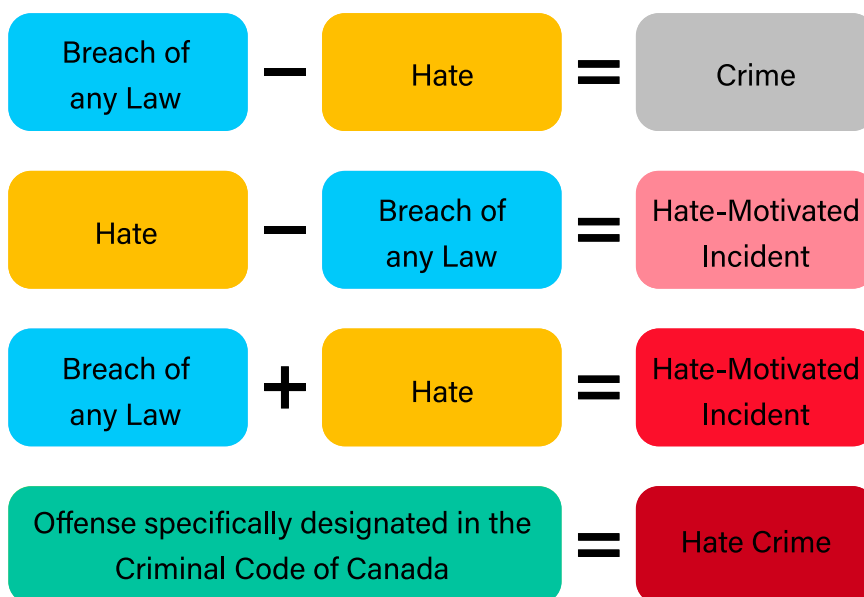 Breach of
any Law
−
Hate
=
Crime
Hate
−
Breach of
any Law
=
Hate-Motivated
Incident
Breach of
any Law
+
Hate
=
Hate-Motivated
Incident
Offense specifically designated in the
Criminal Code of Canada
=
Hate Crime